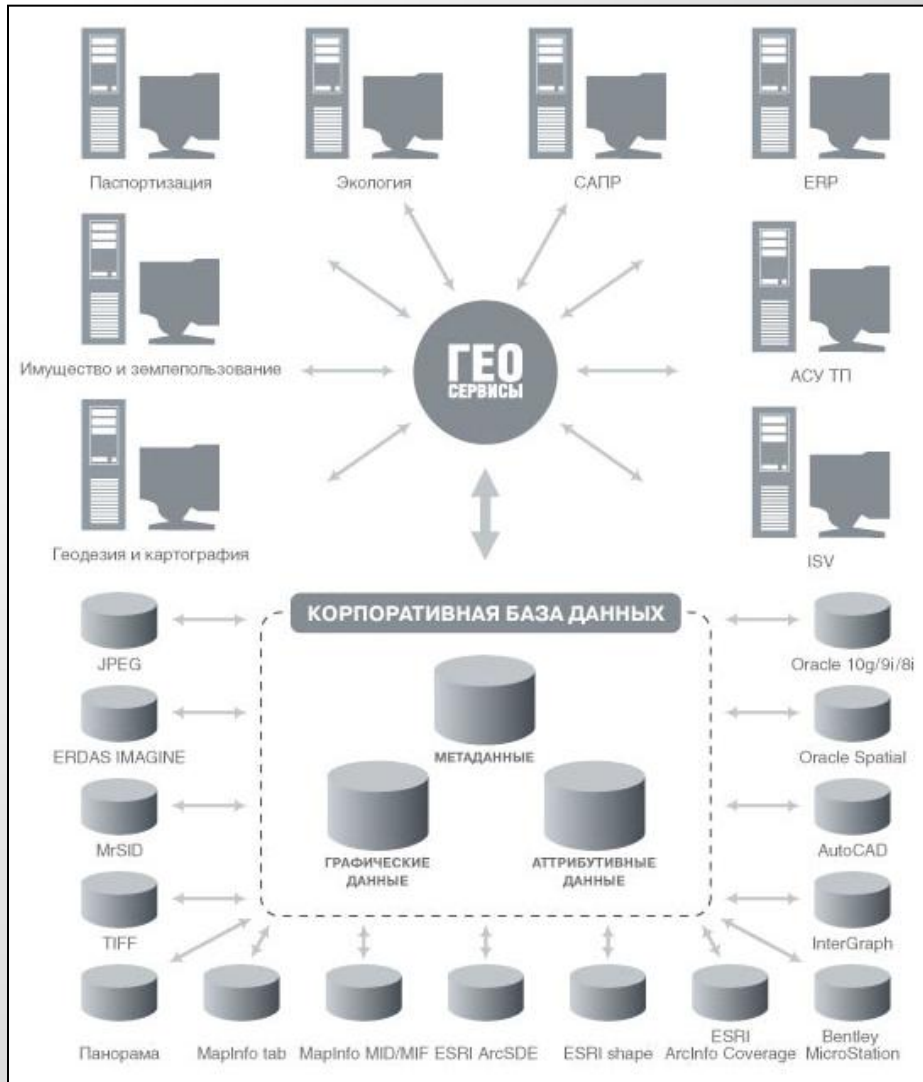 Паспортизация
Экология
САПР
ERP
Имущество и землепользование
ГЕО
СЕРВИСЫ
АСУ ТП
Геодезия и картография
ISV
КОРПОРАТИВНАЯ БАЗА ДАННЫХ
JPEG
Oracle 10g/9i/8i
МЕТАДАННЫЕ
ERDAS IMAGINE
Oracle Spatial
MrSID
AutoCAD
ГРАФИЧЕСКИЕ
ДАННЫЕ
АТТРИБУТИВНЫЕ
ДАННЫЕ
TIFF
InterGraph
Панорама
MapInfo tab
MapInfo MID/MIF
ESRI ArcSDE
ESRI shape
ESRI
ArcInfo Coverage
Bentley
MicroStation